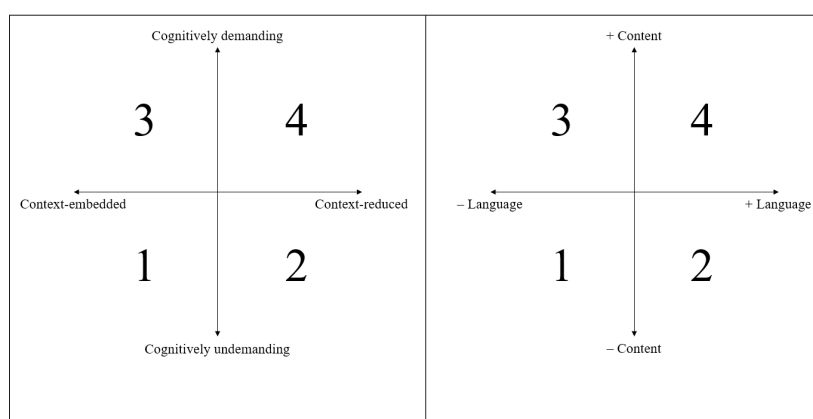 Cognitively demanding
3 4
Context-embedded Context-reduced
1 2
Cognitively undemanding
+ Content
3 4
– Language + Language
1 2
– Content